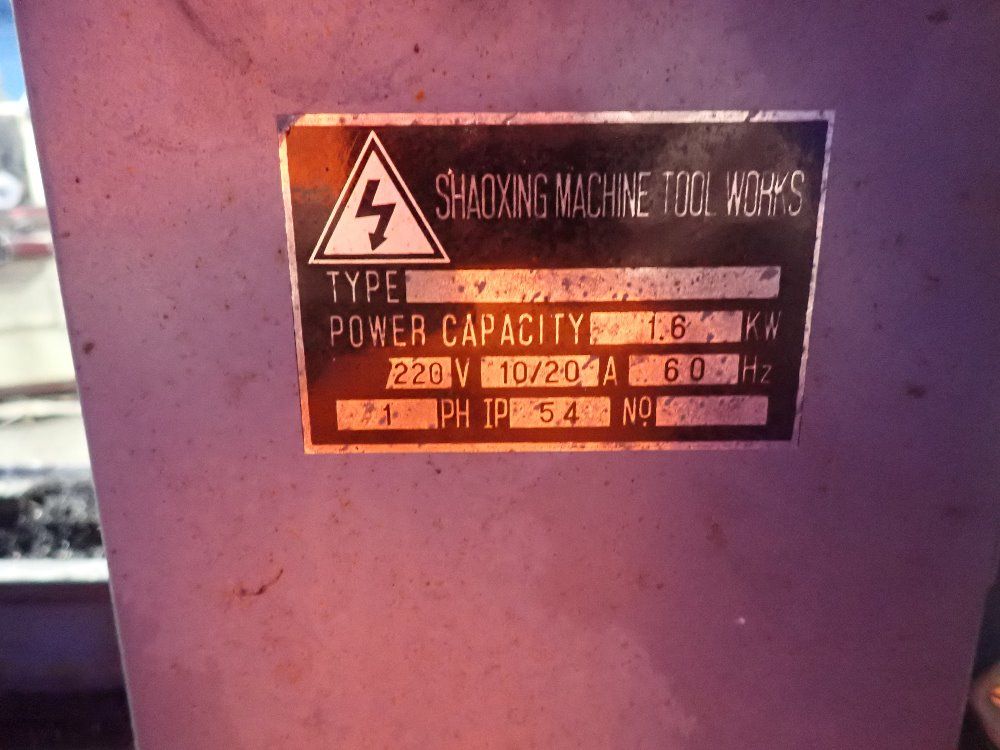 SHAOXING MACHINE TOOL WORKS
TYPE
POWER CAPACITY 1.6 KW
220 V 10/20 A 60 Hz
1 PH IP 54 Nº